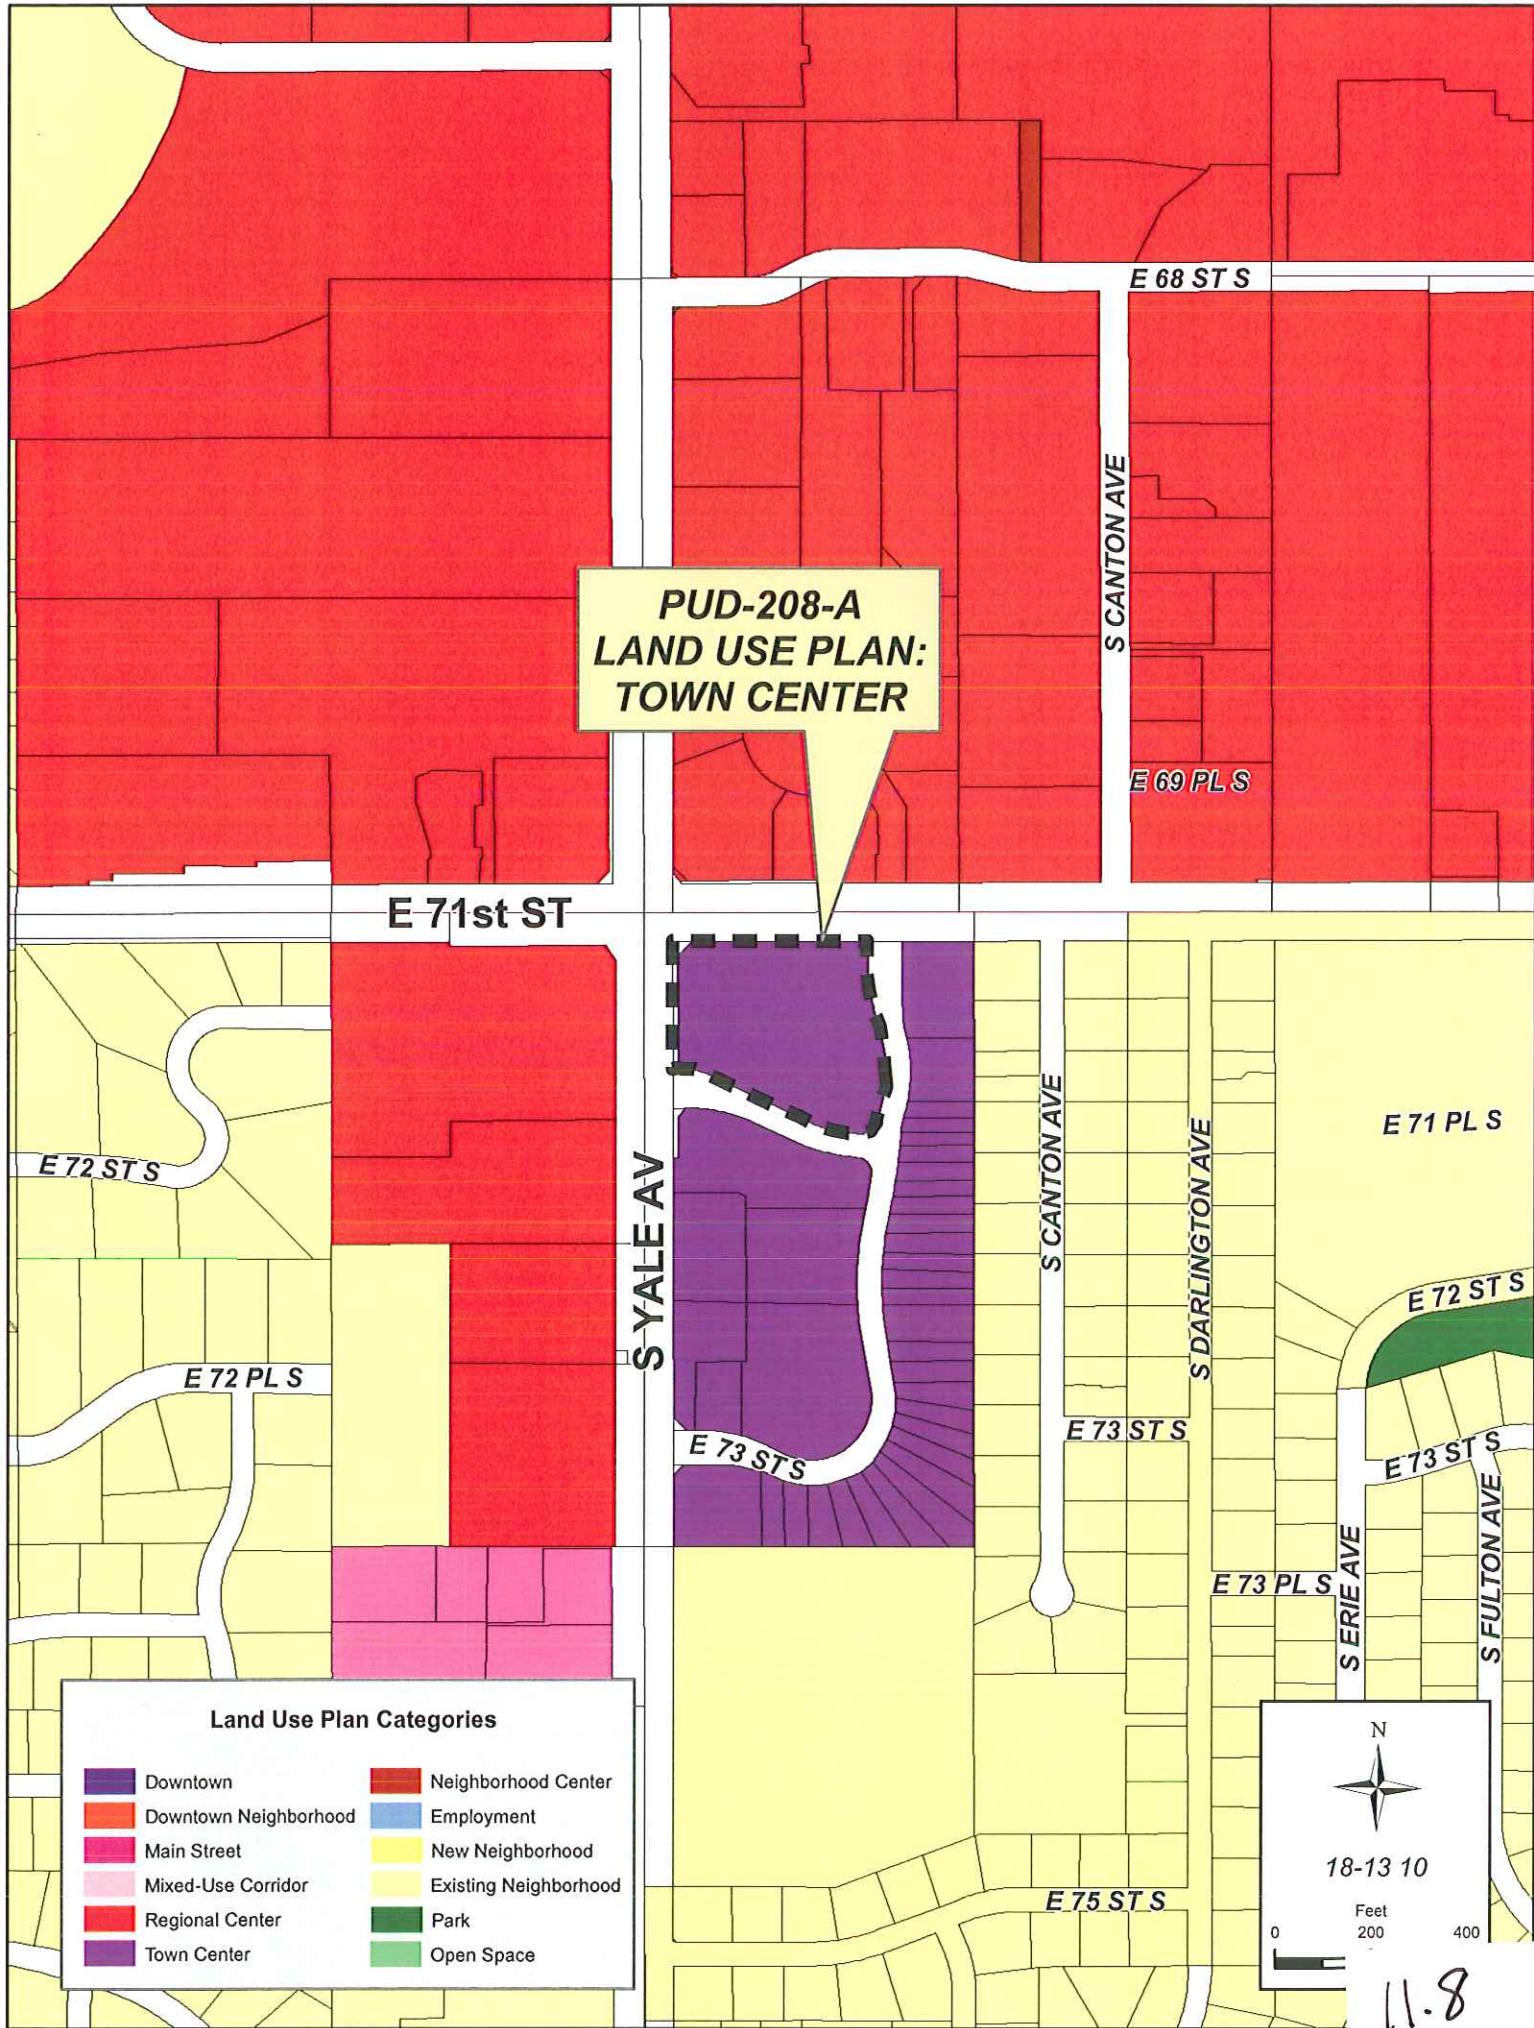 E 68 ST S
S CANTON AVE
PUD-208-A
LAND USE PLAN:
TOWN CENTER
E 69 PL S
E 71st ST
E 72 ST S
S YALE AV
S CANTON AVE
S DARLINGTON AVE
E 71 PL S
E 72 ST S
E 72 PL S
E 73 ST S
E 73 ST S
E 73 ST S
E 73 PL S
S ERIE AVE
S FULTON AVE
E 75 ST S
Land Use Plan Categories
Downtown
Downtown Neighborhood
Main Street
Mixed-Use Corridor
Regional Center
Town Center
Neighborhood Center
Employment
New Neighborhood
Existing Neighborhood
Park
Open Space
N
18-13 10
Feet
0 200 400
11.8